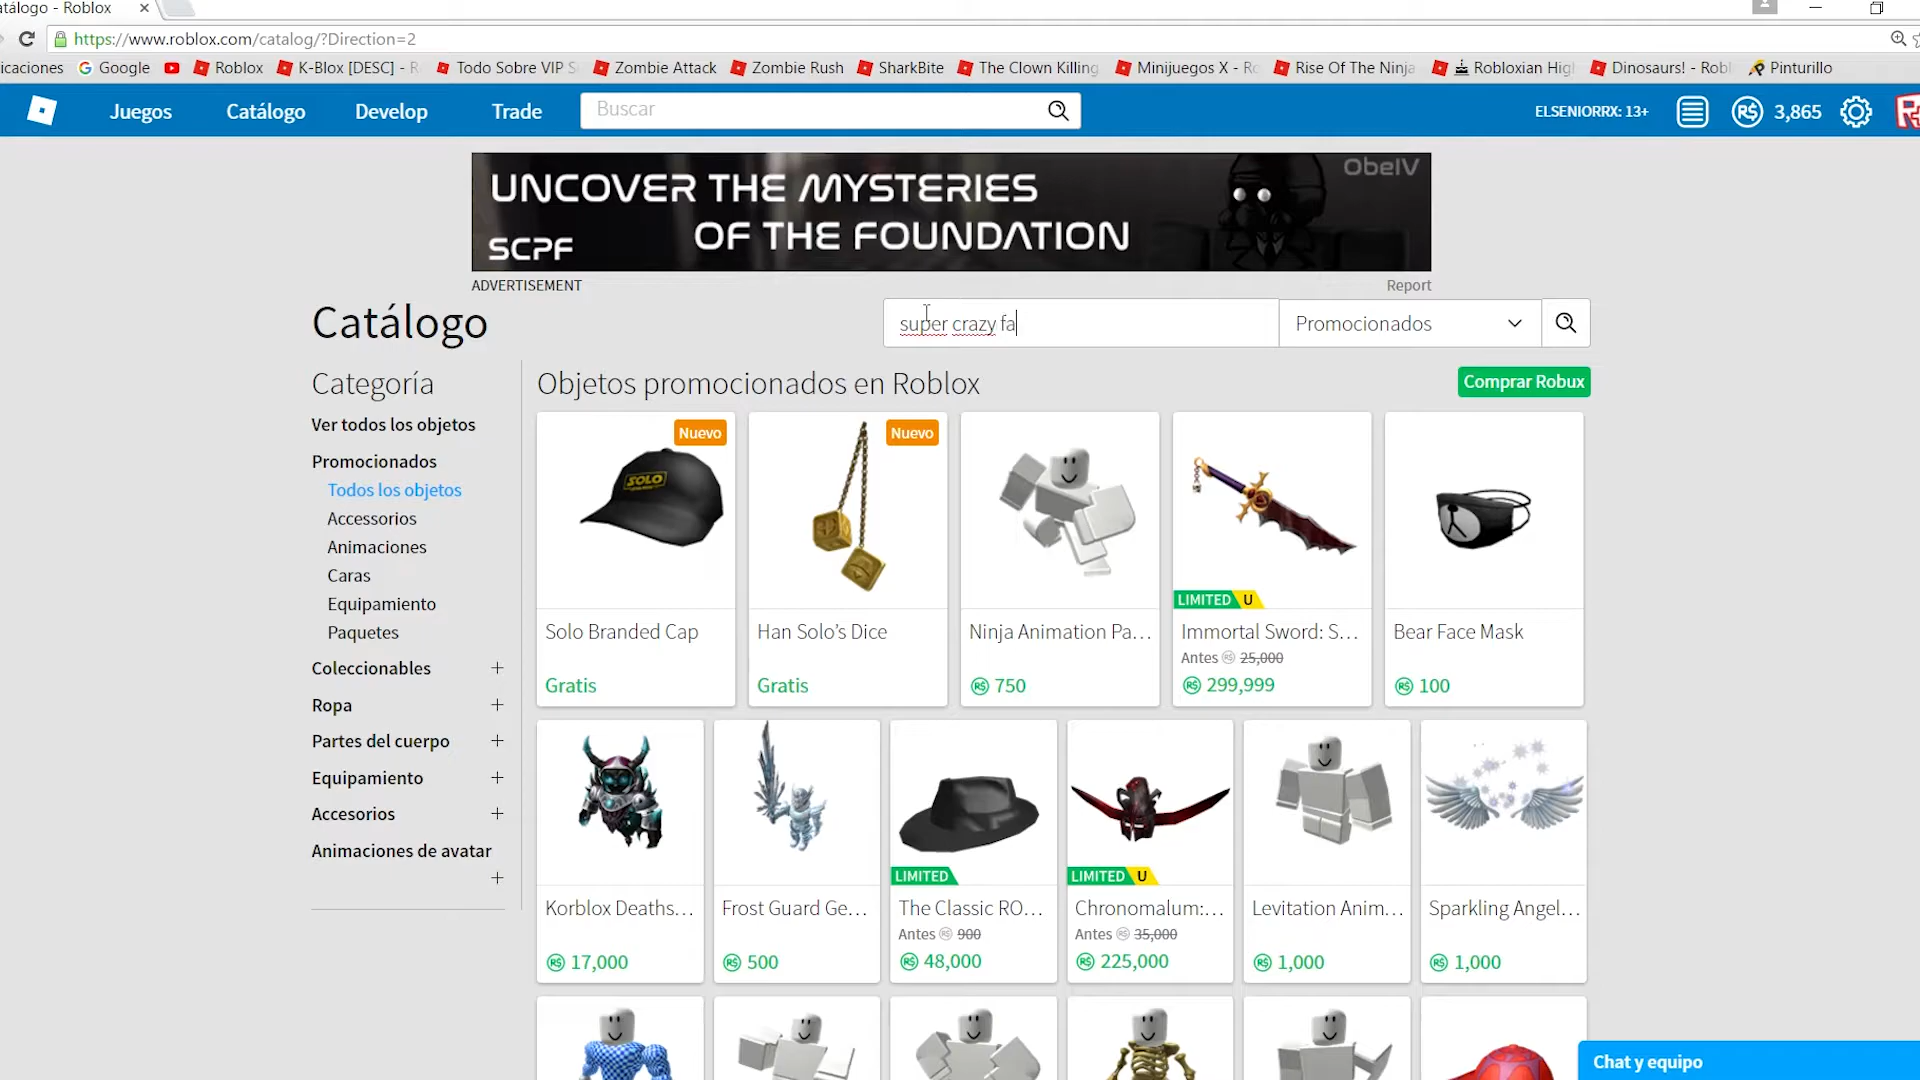 atálogo - Roblox
https://www.roblox.com/catalog/?Direction=2
icaciones Google Roblox K-Blox [DESC] - R Todo Sobre VIP S Zombie Attack Zombie Rush SharkBite The Clown Killing Minijuegos X - Ro Rise Of The Ninja Robloxian Hig Dinosaurs! - Robl Pinturillo
Juegos Catálogo Develop Trade Buscar ELSENIORRX: 13+ R$ 3,865
ObeIV
UNCOVER THE MYSTERIES
OF THE FOUNDATION
SCPF
ADVERTISEMENT Report
Catálogo super crazy fa Promocionados
Categoría
Ver todos los objetos
Promocionados
Todos los objetos
Accessorios
Animaciones
Caras
Equipamiento
Paquetes
Coleccionables +
Ropa +
Partes del cuerpo +
Equipamiento +
Accesorios +
Animaciones de avatar
+
Objetos promocionados en Roblox Comprar Robux
Nuevo
SOLO
Solo Branded Cap
Gratis
Nuevo
Han Solo's Dice
Gratis
Ninja Animation Pa...
R$ 750
LIMITED U
Immortal Sword: S...
Antes R$ 25,000
R$ 299,999
Bear Face Mask
R$ 100
Korblox Deaths...
R$ 17,000
Frost Guard Ge...
R$ 500
LIMITED
The Classic RO...
Antes R$ 900
R$ 48,000
LIMITED U
Chronomalum:...
Antes R$ 35,000
R$ 225,000
Levitation Anim...
R$ 1,000
Sparkling Angel...
R$ 1,000
Chat y equipo